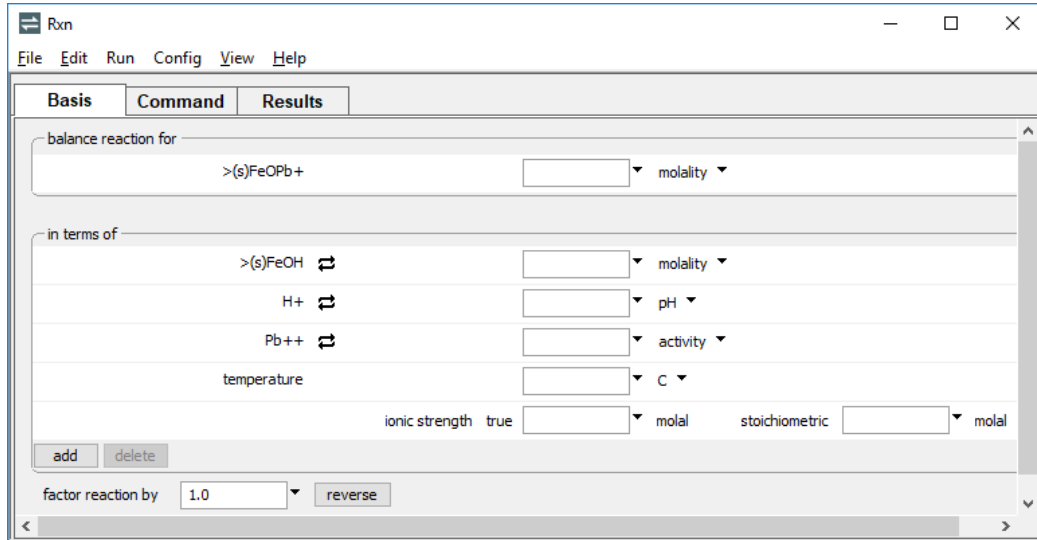 Rxn
File Edit Run Config View Help
Basis Command Results
balance reaction for
>(s)FeOPb+ molality
in terms of
>(s)FeOH molality
H+ pH
Pb++ activity
temperature C
ionic strength true molal stoichiometric molal
add delete
factor reaction by 1.0 reverse